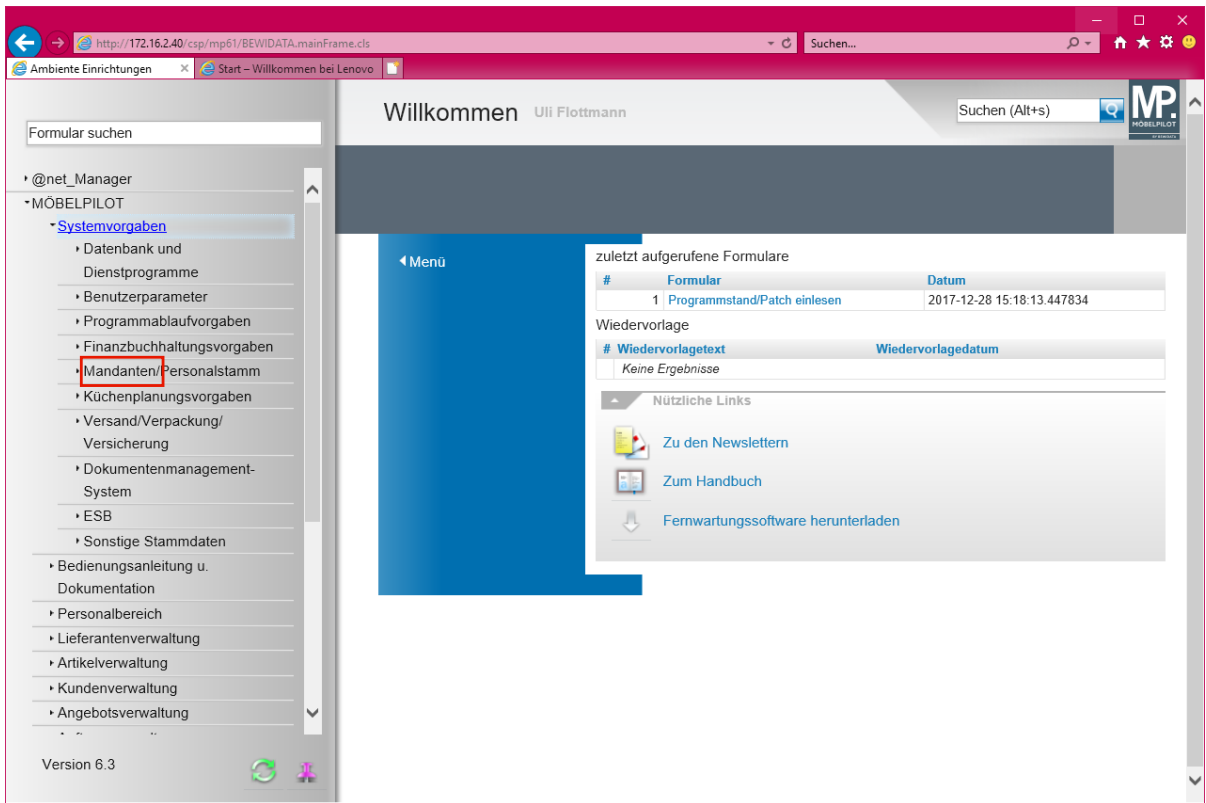 http://172.16.2.40/csp/mp61/BEWIDATA.mainFrame.cls
Suchen...
Ambiente Einrichtungen
Start – Willkommen bei Lenovo
Willkommen Uli Flottmann
Suchen (Alt+s)
MP.
MÖBELPILOT
BY BEWIDATA
Formular suchen
@net_Manager
MÖBELPILOT
Systemvorgaben
Datenbank und
Dienstprogramme
Benutzerparameter
Programmablaufvorgaben
Finanzbuchhaltungsvorgaben
Mandanten/Personalstamm
Küchenplanungsvorgaben
Versand/Verpackung/
Versicherung
Dokumentenmanagement-
System
ESB
Sonstige Stammdaten
Bedienungsanleitung u.
Dokumentation
Personalbereich
Lieferantenverwaltung
Artikelverwaltung
Kundenverwaltung
Angebotsverwaltung
Version 6.3
Menü
zuletzt aufgerufene Formulare
# Formular Datum
1 Programmstand/Patch einlesen 2017-12-28 15:18:13.447834
Wiedervorlage
# Wiedervorlagetext Wiedervorlagedatum
Keine Ergebnisse
Nützliche Links
Zu den Newslettern
Zum Handbuch
Fernwartungssoftware herunterladen